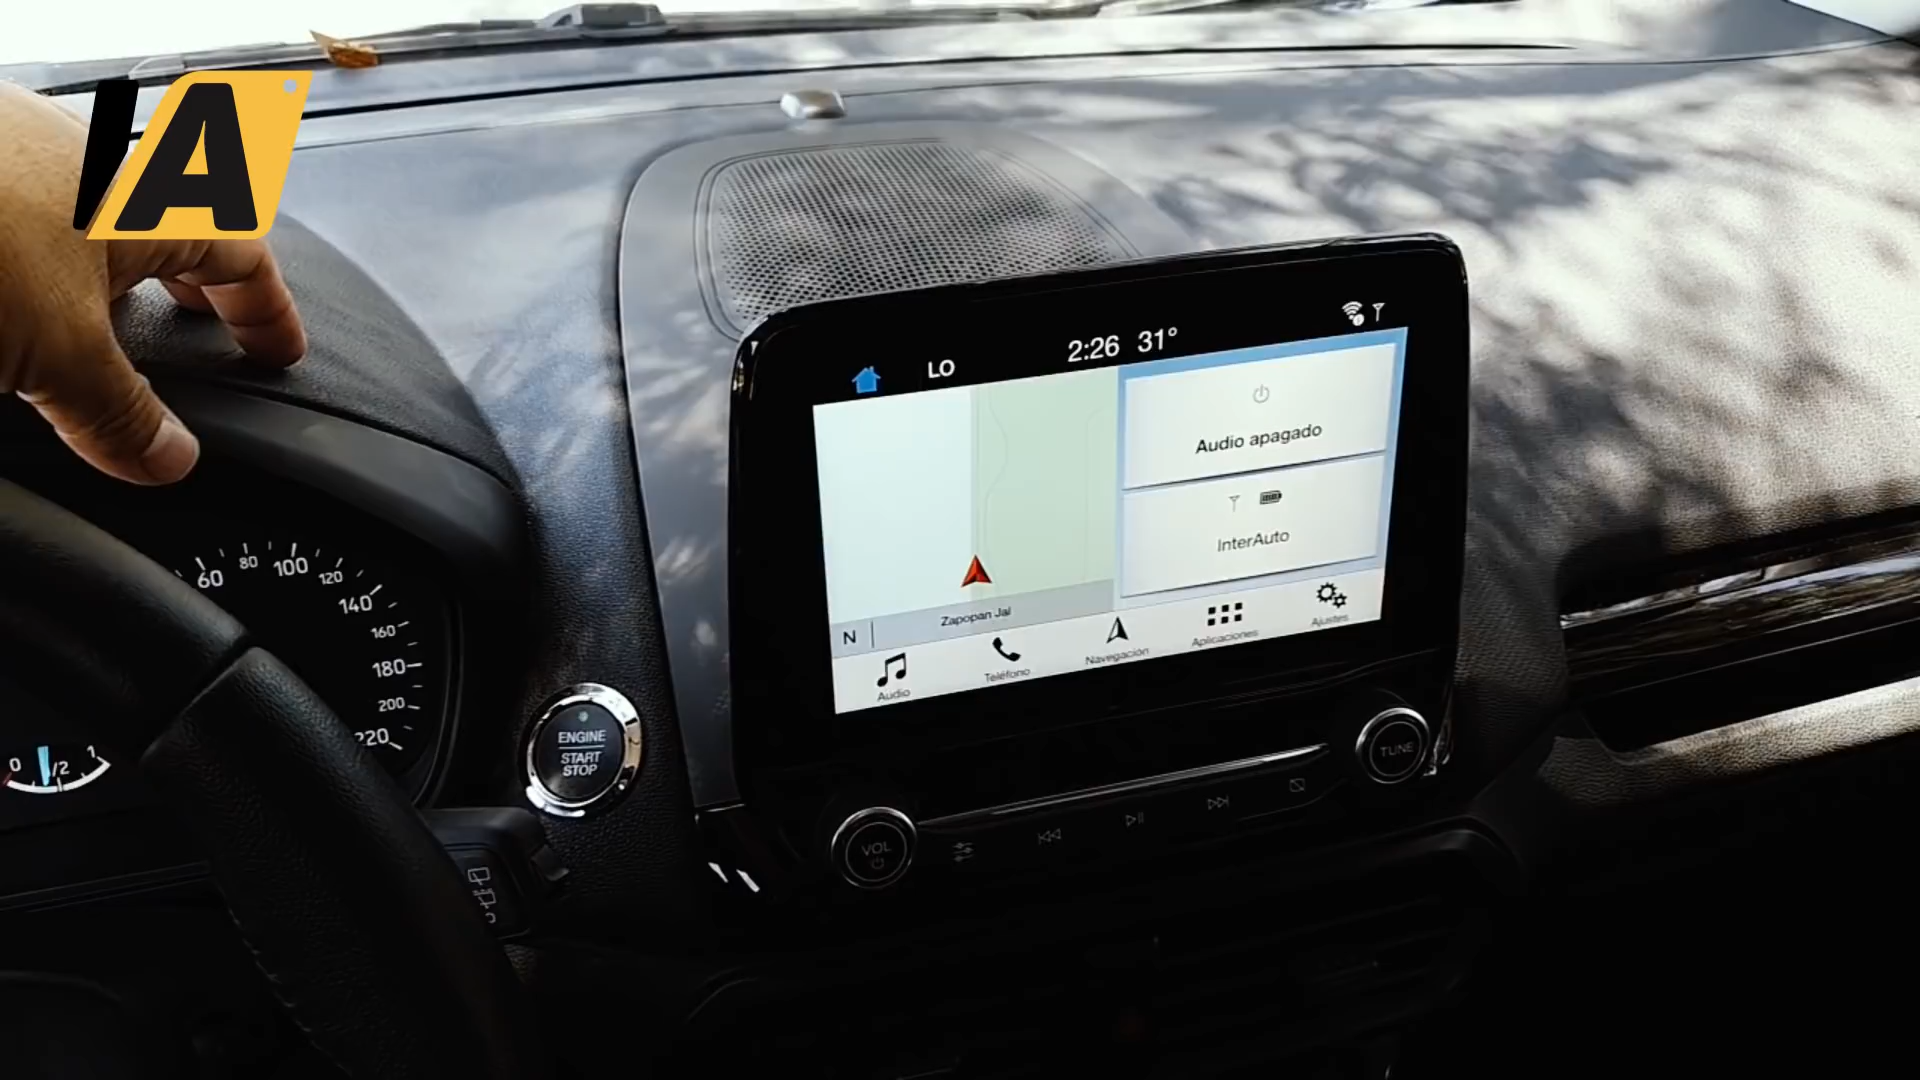 IA
LO
2:26 31°
Audio apagado
InterAuto
Zapopan Jal
N
Audio
Teléfono
Navegación
Aplicaciones
Ajustes
60
80
100
120
140
160
180
200
220
0
1/2
1
ENGINE
START
STOP
VOL
TUNE